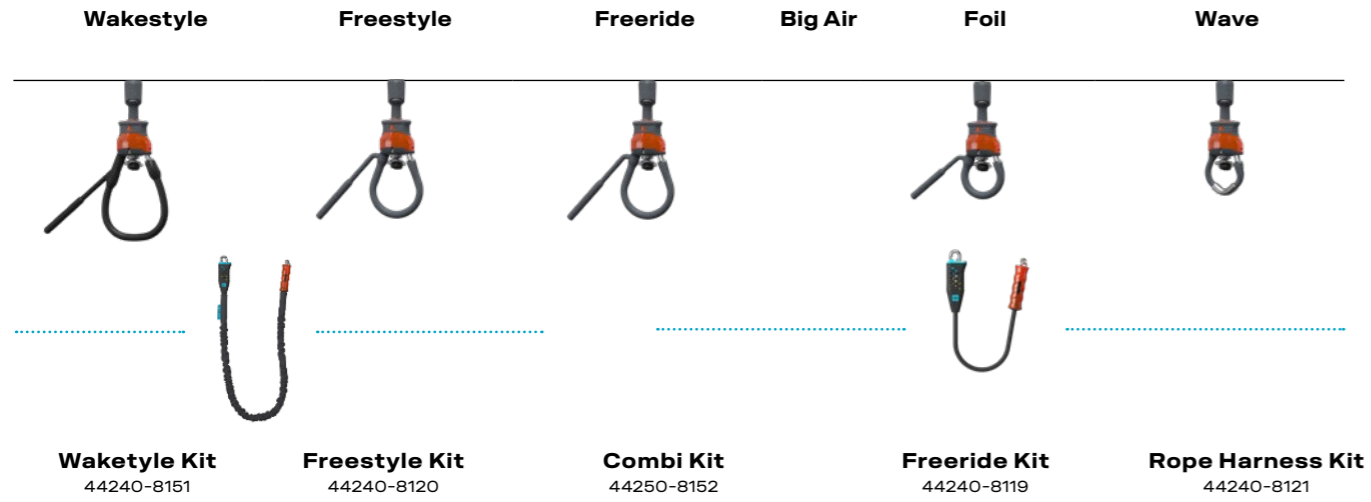 Wakestyle Freestyle Freeride Big Air Foil Wave
Waketyle Kit Freestyle Kit Combi Kit Freeride Kit Rope Harness Kit
44240-8151 44240-8120 44250-8152 44240-8119 44240-8121